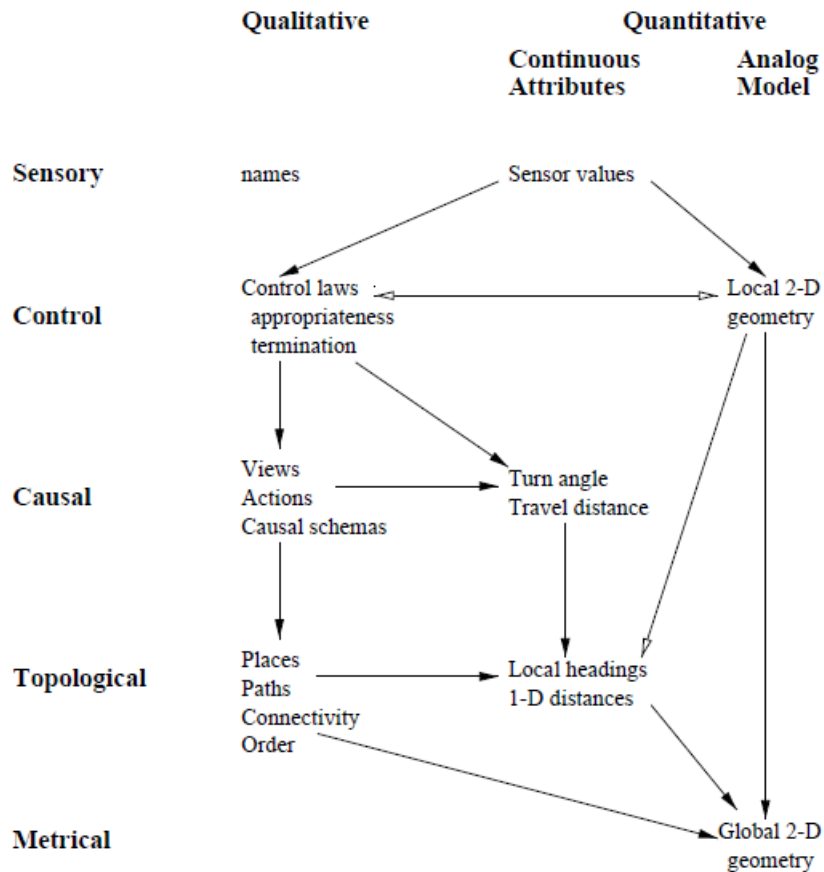 Qualitative Quantitative
Continuous Analog
Attributes Model
Sensory names Sensor values
Control laws Local 2-D
Control appropriateness geometry
termination
Views Turn angle
Causal Actions Travel distance
Causal schemas
Places Local headings
Topological Paths 1-D distances
Connectivity
Order
Metrical Global 2-D
geometry